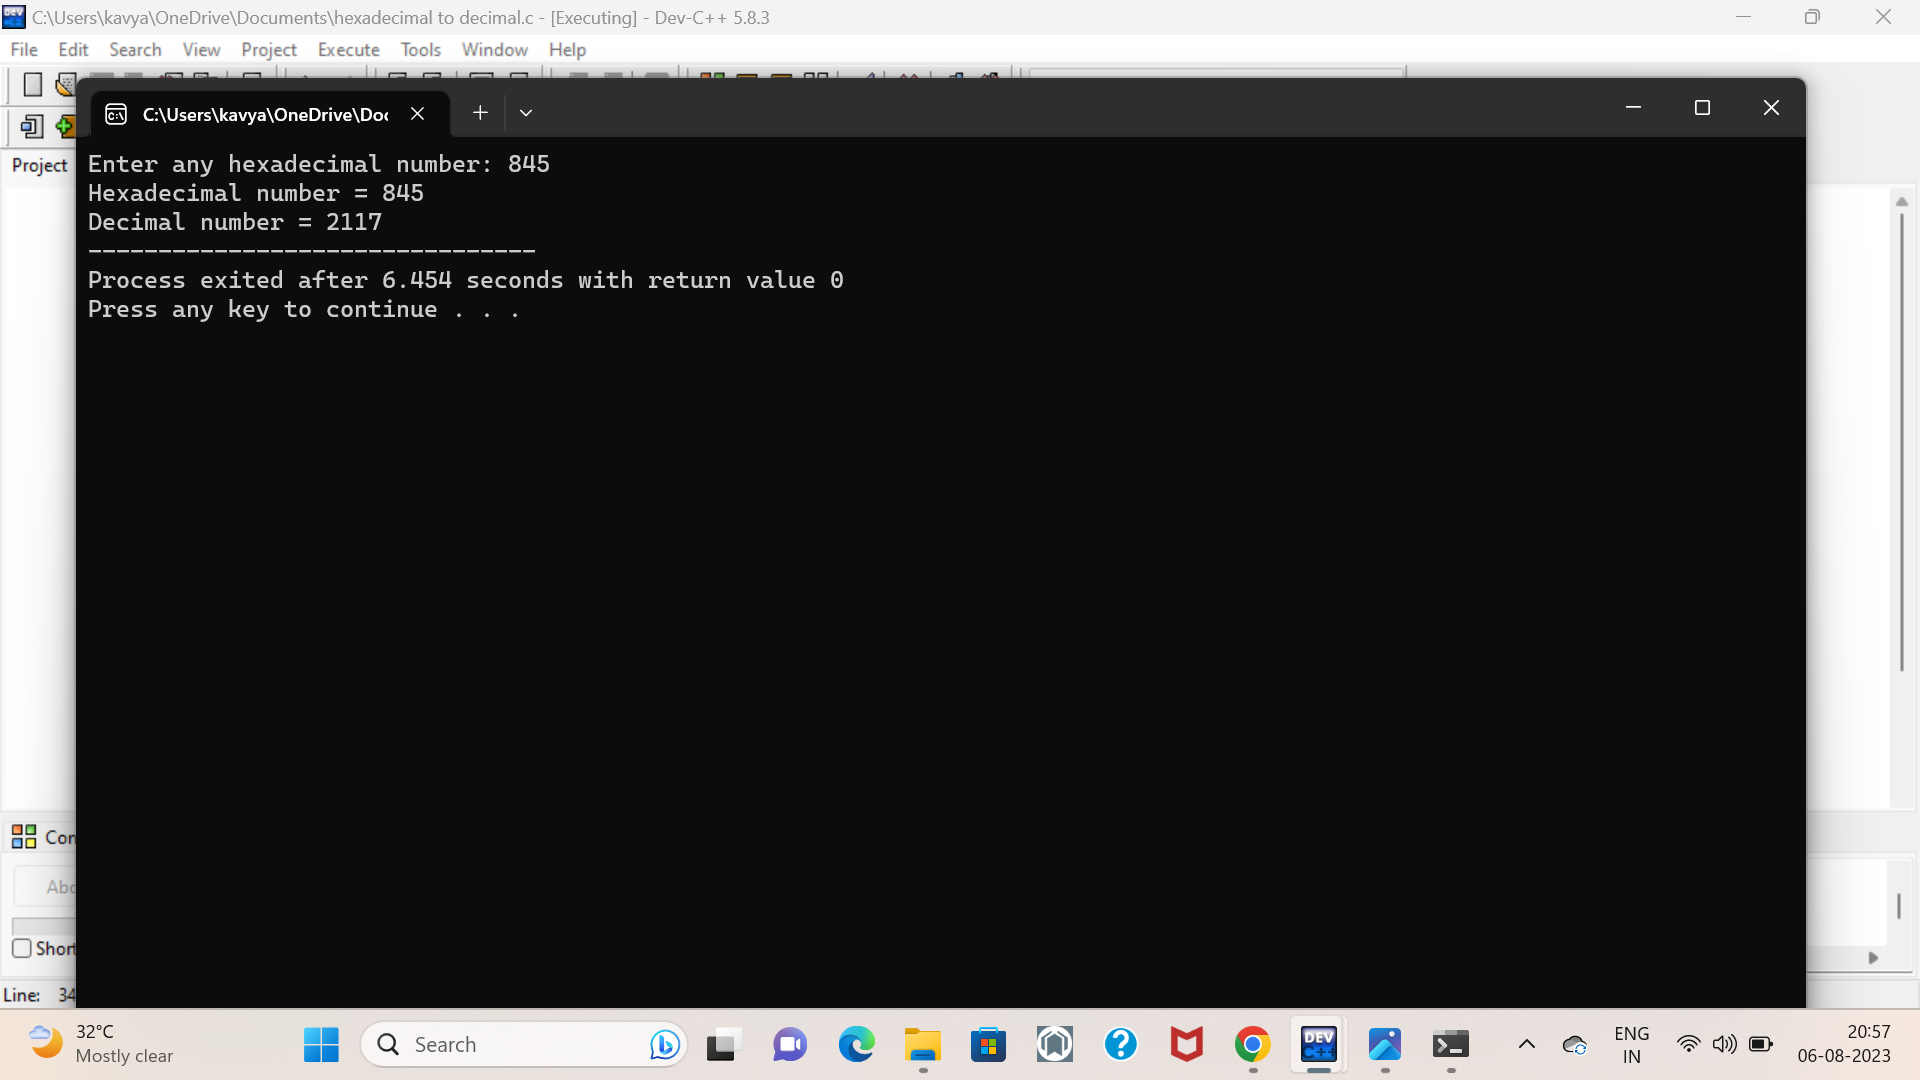 C:\Users\kavya\OneDrive\Documents\hexadecimal to decimal.c - [Executing] - Dev-C++ 5.8.3
File Edit Search View Project Execute Tools Window Help
C:\Users\kavya\OneDrive\Doc
Project
Enter any hexadecimal number: 845
Hexadecimal number = 845
Decimal number = 2117
--------------------------------
Process exited after 6.454 seconds with return value 0
Press any key to continue . . .
Com
Abo
Short
Line: 34
32°C
Mostly clear
Search
DEV C++
ENG
IN
20:57
06-08-2023